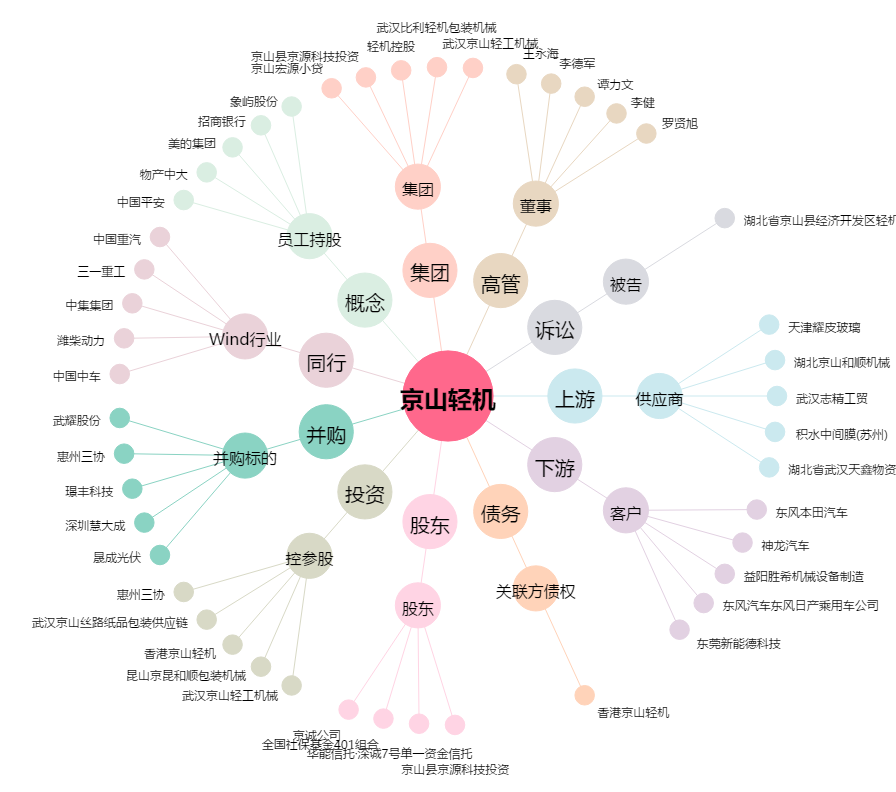 武汉比利轻机包装机械
轻机控股
武汉京山轻工机械
京山县京源科技投资
京山宏源小贷
王永海
李德军
谭力文
李健
罗贤旭
象屿股份
招商银行
美的集团
物产中大
中国平安
集团
董事
员工持股
湖北省京山县经济开发区轻机
中国重汽
三一重工
中集集团
潍柴动力
中国中车
集团
高管
被告
概念
诉讼
Wind行业
同行
天津耀皮玻璃
湖北京山和顺机械
武汉志精工贸
积水中间膜(苏州)
湖北省武汉天鑫物资
京山轻机
上游
供应商
武耀股份
惠州三协
璟丰科技
深圳慧大成
晟成光伏
并购
并购标的
下游
客户
投资
股东
债务
东风本田汽车
神龙汽车
益阳胜希机械设备制造
东风汽车东风日产乘用车公司
东莞新能德科技
控参股
关联方债权
股东
惠州三协
武汉京山丝路纸品包装供应链
香港京山轻机
昆山京昆和顺包装机械
武汉京山轻工机械
香港京山轻机
京诚公司
全国社保基金401组合
华能信托·深诚7号单一资金信托
京山县京源科技投资